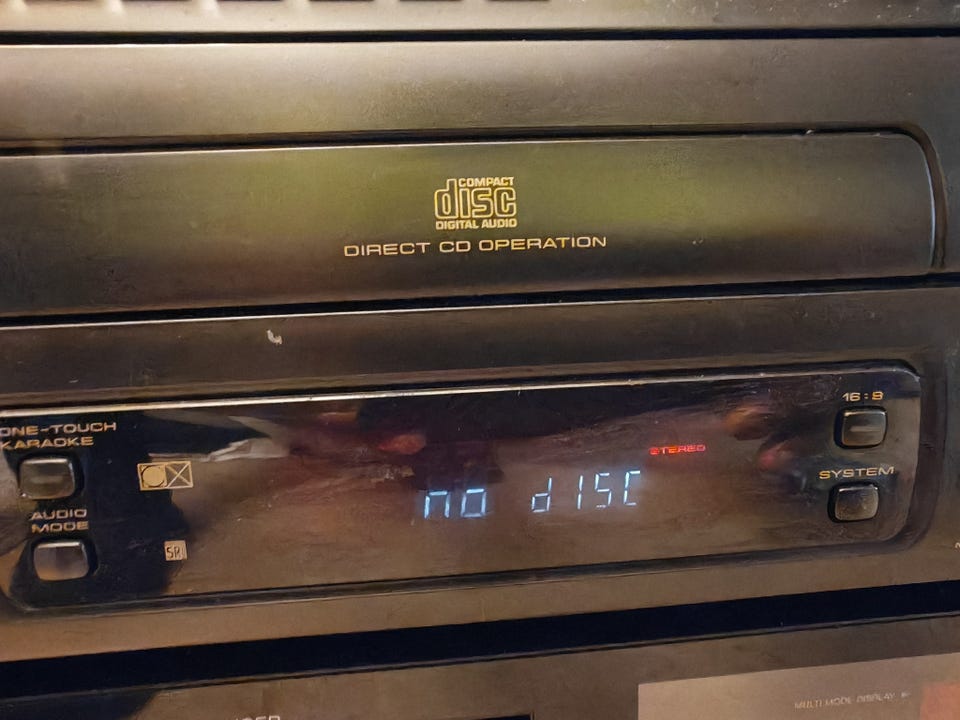 COMPACT
disc
DIGITAL AUDIO
DIRECT CD OPERATION
ONE-TOUCH
KARAOKE
AUDIO
MODE
SR
STEREO
no dISC
16:9
SYSTEM
MULTI MODE DISPLAY